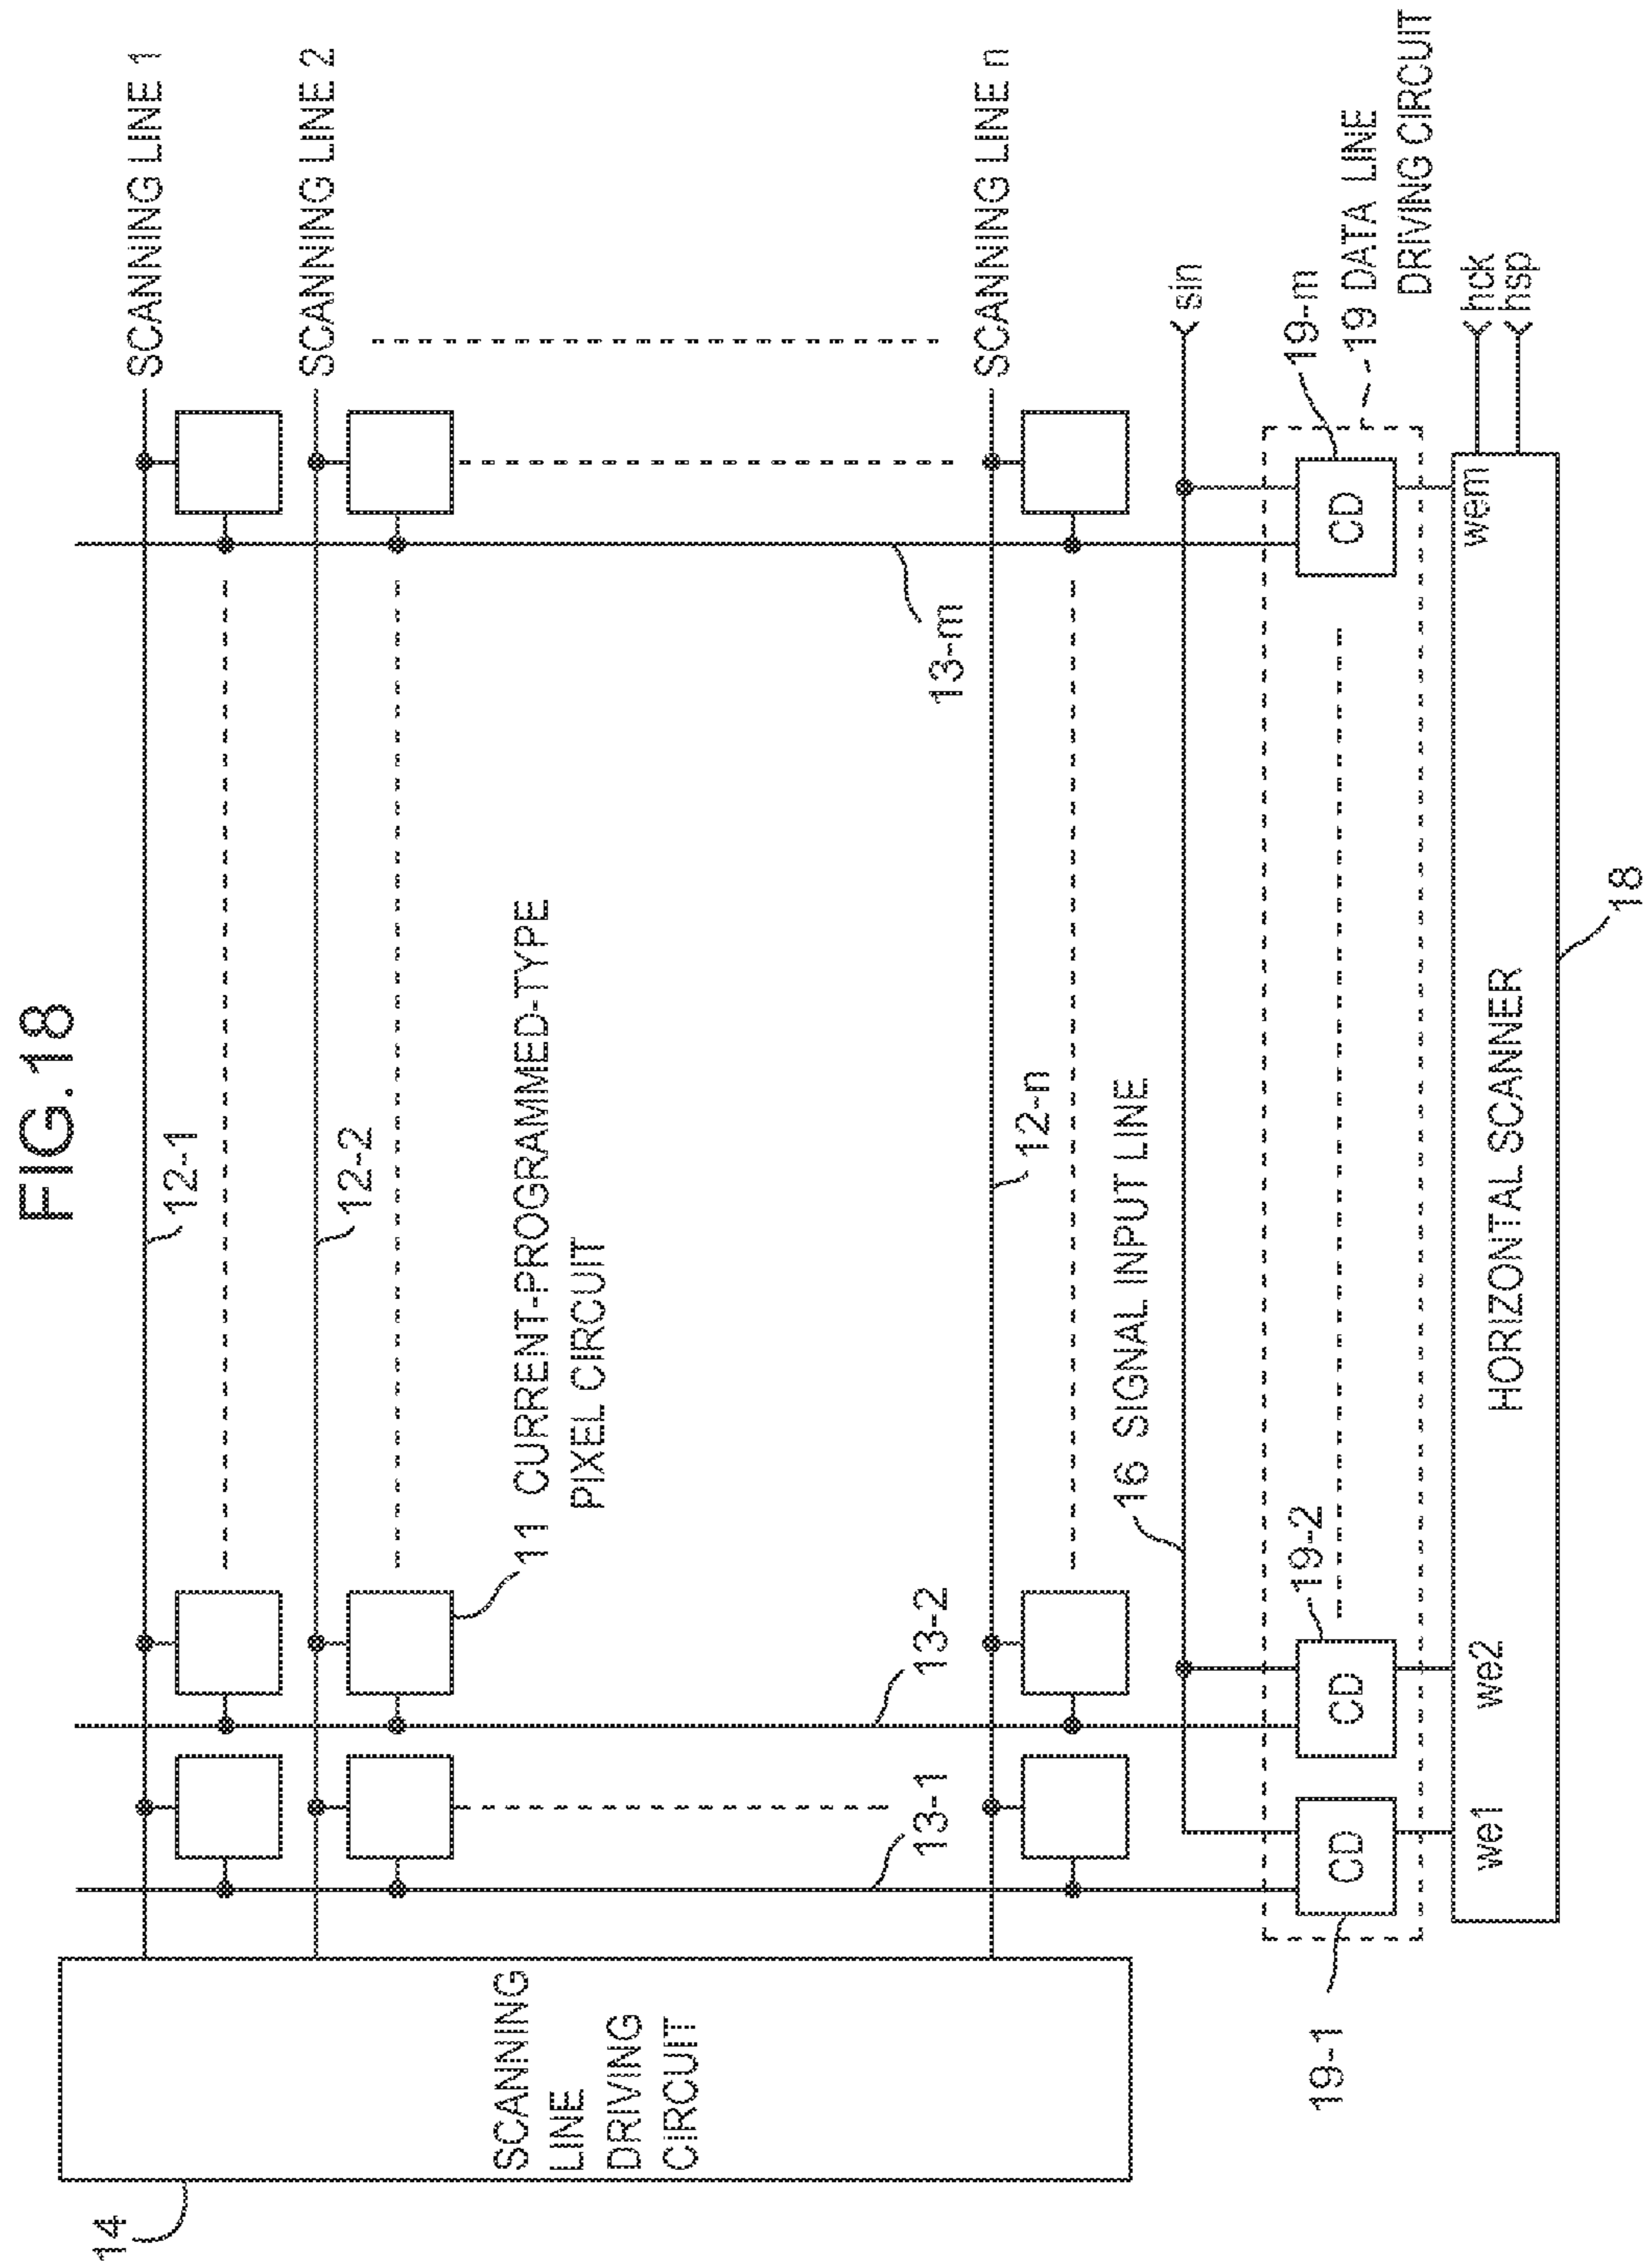 FIG.18
SCANNING LINE 1
12-1
SCANNING LINE 2
12-2
11 CURRENT-PROGRAMMED-TYPE
PIXEL CIRCUIT
14
SCANNING
LINE
DRIVING
CIRCUIT
13-1
13-2
13-m
SCANNING LINE n
12-n
16 SIGNAL INPUT LINE
sin
19-1
CD
19-2
CD
19-m
CD
19 DATA LINE
DRIVING CIRCUIT
we1
we2
wem
hck
hsp
HORIZONTAL SCANNER
18